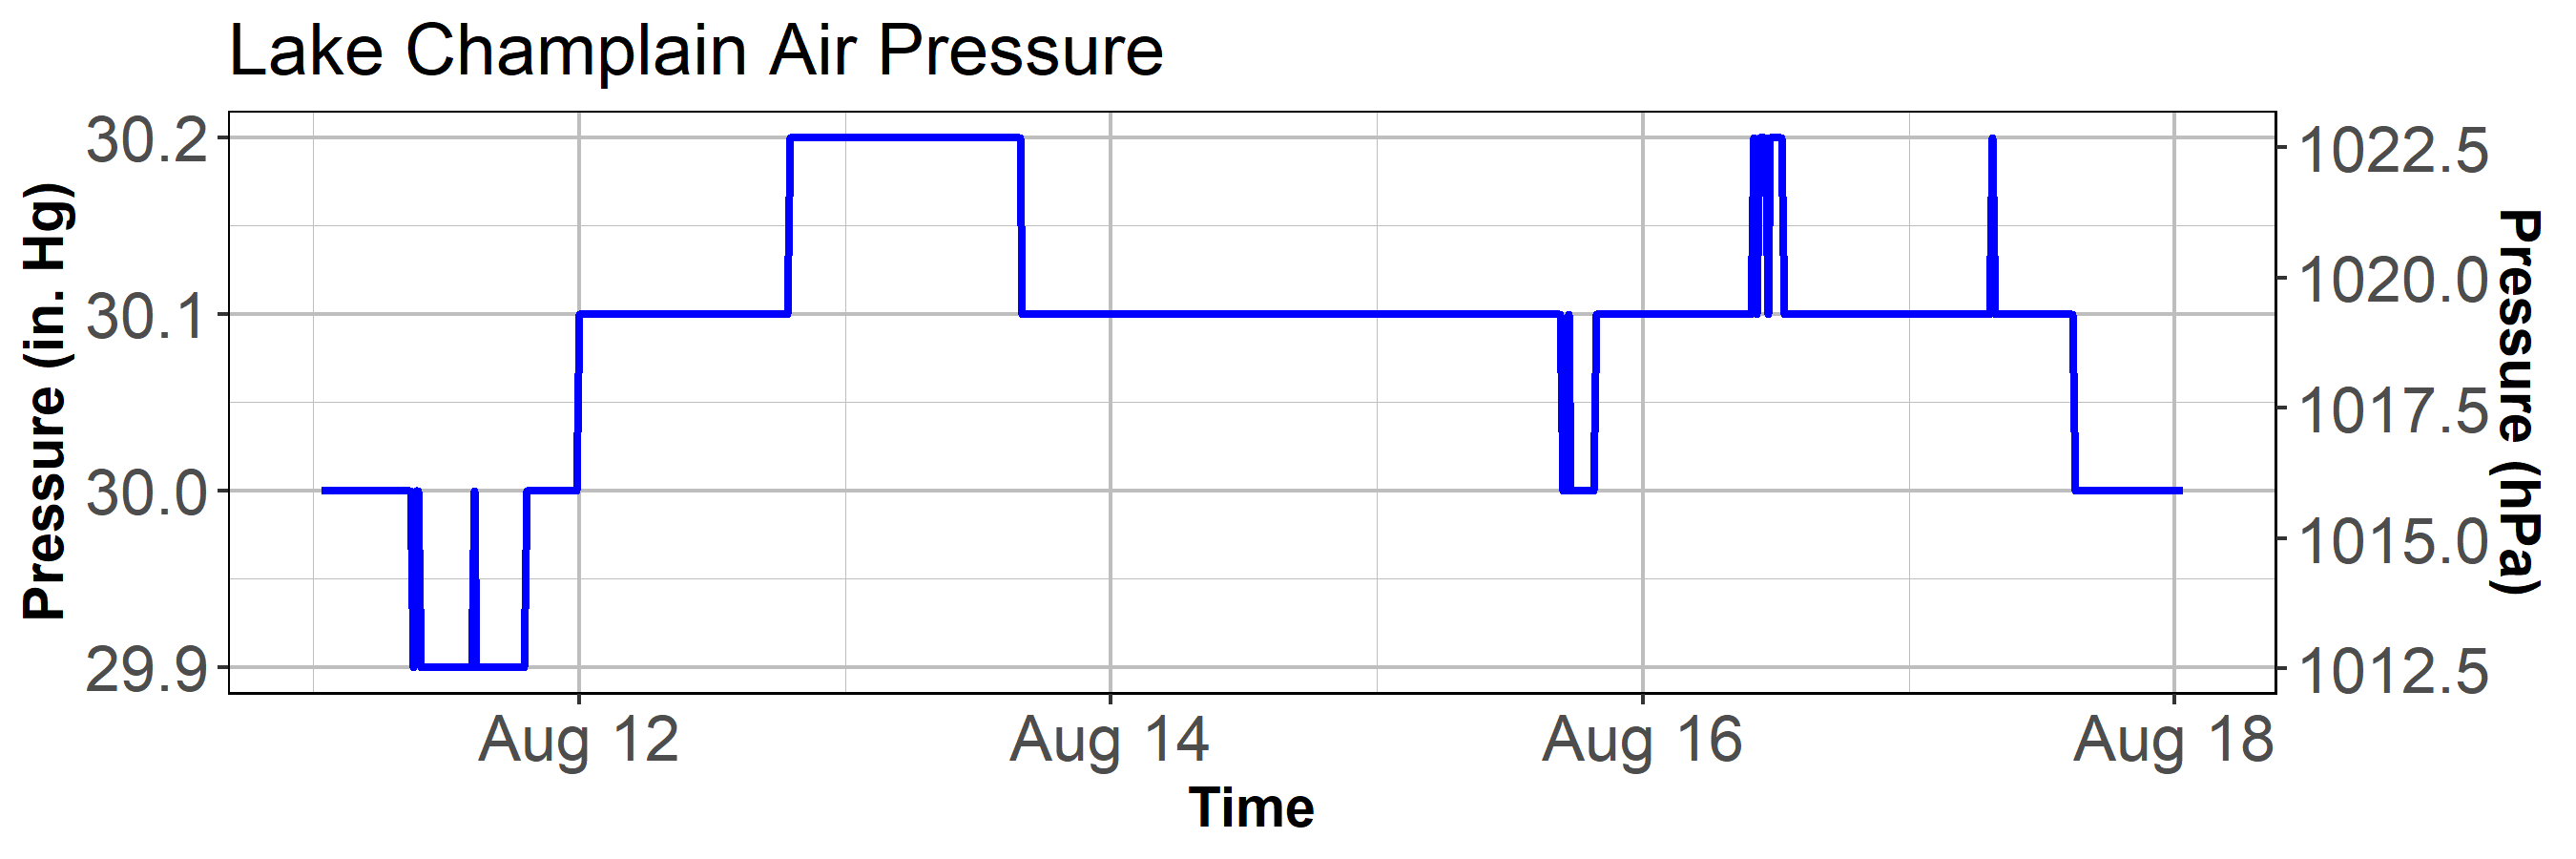 Lake Champlain Air Pressure
Pressure (in. Hg)
30.2
30.1
30.0
29.9
1022.5
1020.0
1017.5
1015.0
1012.5
Pressure (hPa)
Aug 12
Aug 14
Aug 16
Aug 18
Time